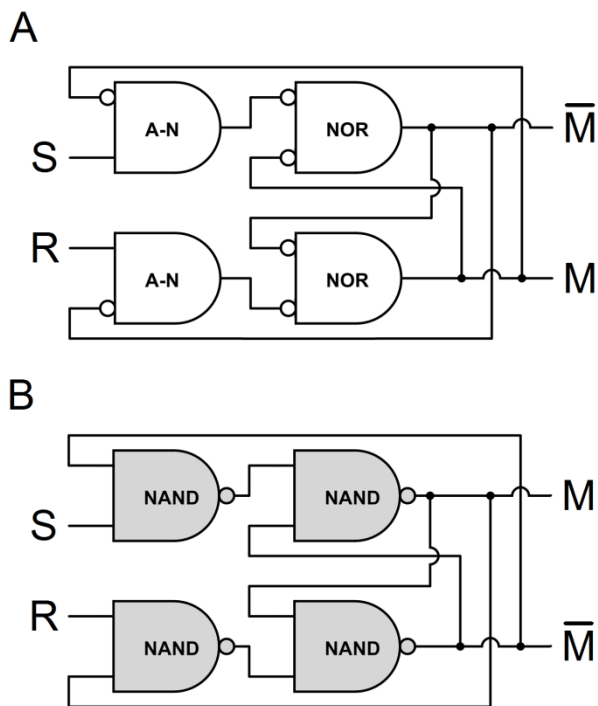 A
A-N NOR M̅
S
R
A-N NOR M
B
NAND NAND M
S
R
NAND NAND M̅